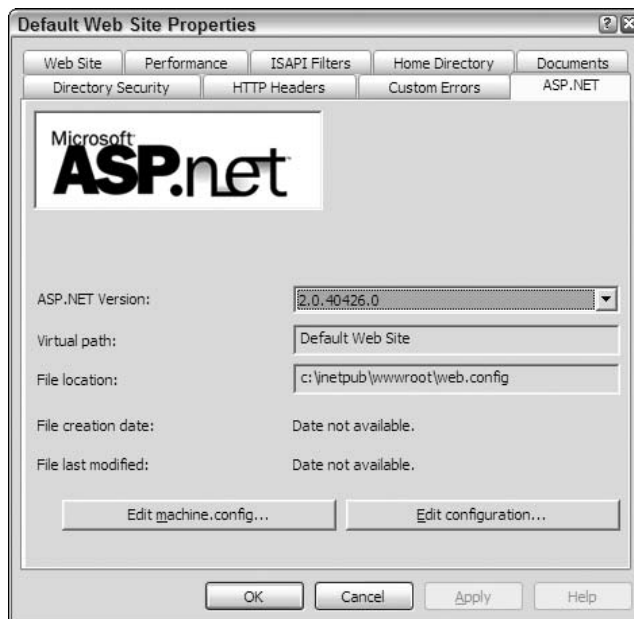 Default Web Site Properties
Web Site Performance ISAPI Filters Home Directory Documents
Directory Security HTTP Headers Custom Errors ASP.NET
Microsoft
ASP.net
ASP.NET Version: 2.0.40426.0
Virtual path: Default Web Site
File location: c:\inetpub\wwwroot\web.config
File creation date: Date not available.
File last modified: Date not available.
Edit machine.config... Edit configuration...
OK Cancel Apply Help